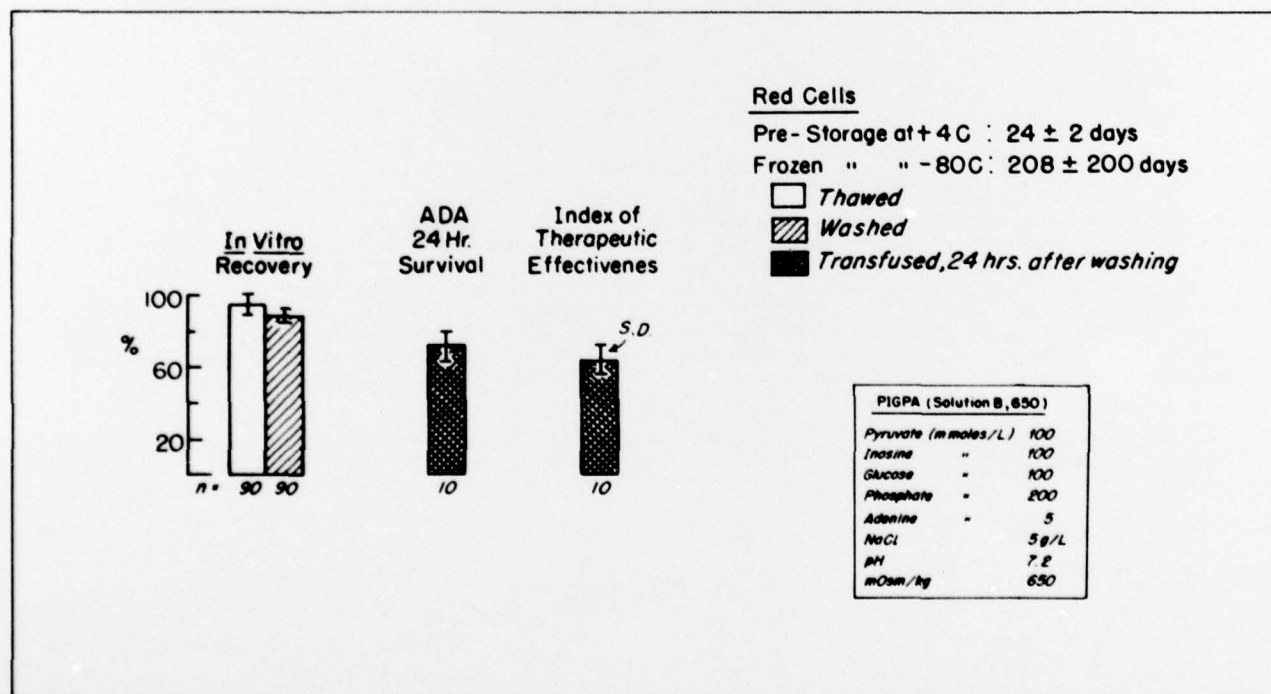 Red Cells
Pre-Storage at +4 C : 24 ± 2 days
Frozen " " -80C : 208 ± 200 days
Thawed
Washed
Transfused, 24 hrs. after washing
In Vitro
Recovery
ADA
24 Hr.
Survival
Index of
Therapeutic
Effectivenes
S.D.
%
100
60
20
n = 90 90 10 10
PIGPA (Solution B, 650)
Pyruvate (m moles/L) 100
Inosine " 100
Glucose " 100
Phosphate " 200
Adenine " 5
NaCl 5 g/L
pH 7.2
mOsm/kg 650